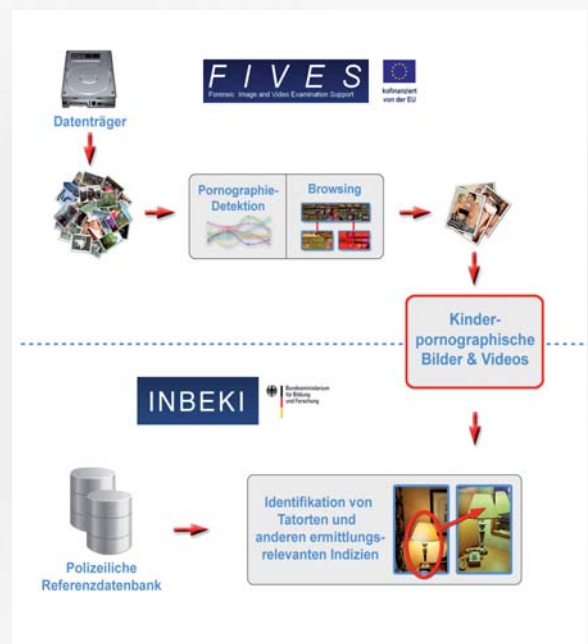 FIVES
Forensic Image and Video Examination Support
kofinanziert
von der EU
Datenträger
Pornographie-
Detektion
Browsing
Kinder-
pornographische
Bilder & Videos
INBEKI
Bundesministerium
für Bildung
und Forschung
Identifikation von
Tatorten und
anderen ermittlungs-
relevanten Indizien
Polizeiliche
Referenzdatenbank